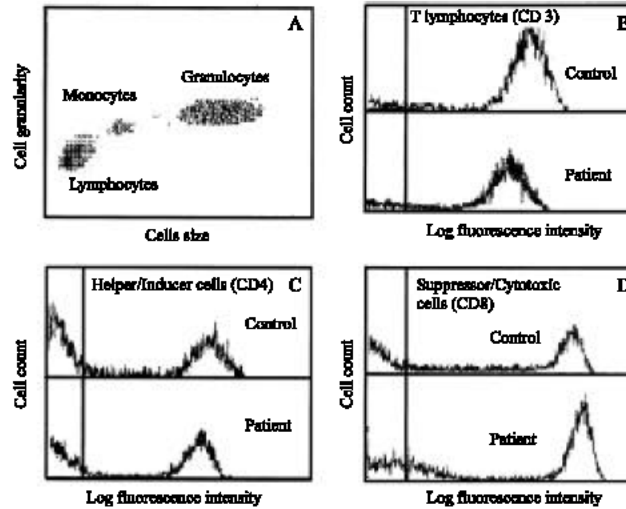 A
Cell granularity
Monocytes
Granulocytes
Lymphocytes
Cells size
T lymphocytes (CD 3)
Control
Patient
Cell count
Log fluorescence intensity
Helper/Inducer cells (CD4)
C
Control
Patient
Cell count
Log fluorescence intensity
Suppressor/Cytotoxic
cells (CD8)
D
Control
Patient
Cell count
Log fluorescence intensity